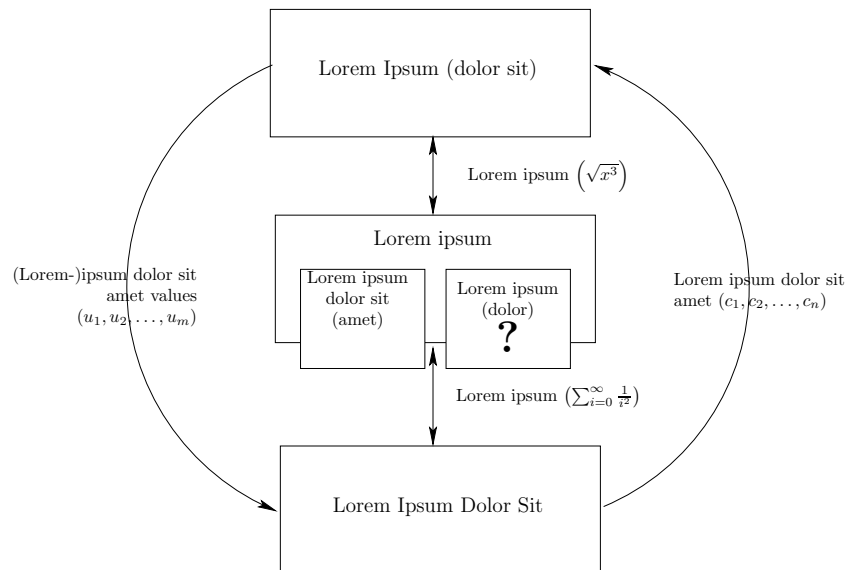 Lorem Ipsum (dolor sit)
Lorem ipsum (√x³)
Lorem ipsum
(Lorem-)ipsum dolor sit
amet values
(u₁, u₂, . . . , uₘ)
Lorem ipsum
dolor sit
(amet)
Lorem ipsum
(dolor)
?
Lorem ipsum dolor sit
amet (c₁, c₂, . . . , cₙ)
Lorem ipsum (∑_{i=0}^{∞} 1/i²)
Lorem Ipsum Dolor Sit